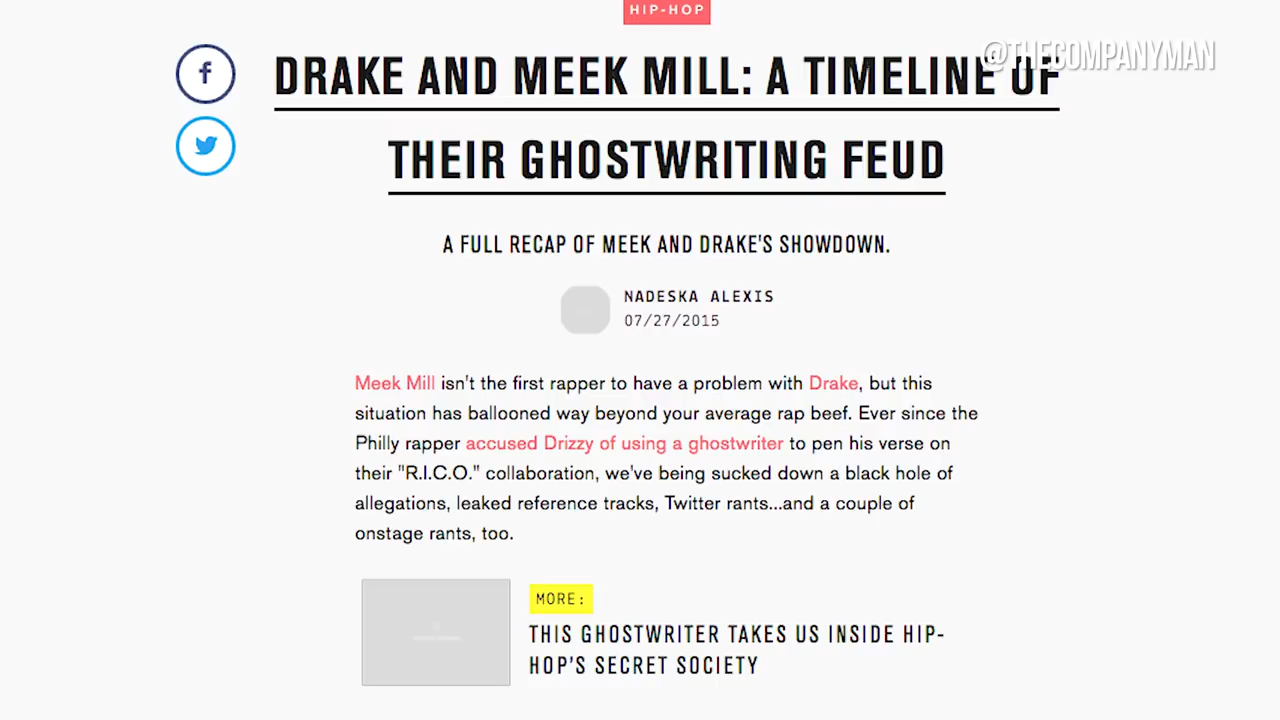 HIP-HOP
@THECOMPANYMAN
DRAKE AND MEEK MILL: A TIMELINE OF
THEIR GHOSTWRITING FEUD
A FULL RECAP OF MEEK AND DRAKE'S SHOWDOWN.
NADESKA ALEXIS
07/27/2015
Meek Mill isn't the first rapper to have a problem with Drake, but this
situation has ballooned way beyond your average rap beef. Ever since the
Philly rapper accused Drizzy of using a ghostwriter to pen his verse on
their "R.I.C.O." collaboration, we've being sucked down a black hole of
allegations, leaked reference tracks, Twitter rants...and a couple of
onstage rants, too.
MORE:
THIS GHOSTWRITER TAKES US INSIDE HIP-
HOP'S SECRET SOCIETY